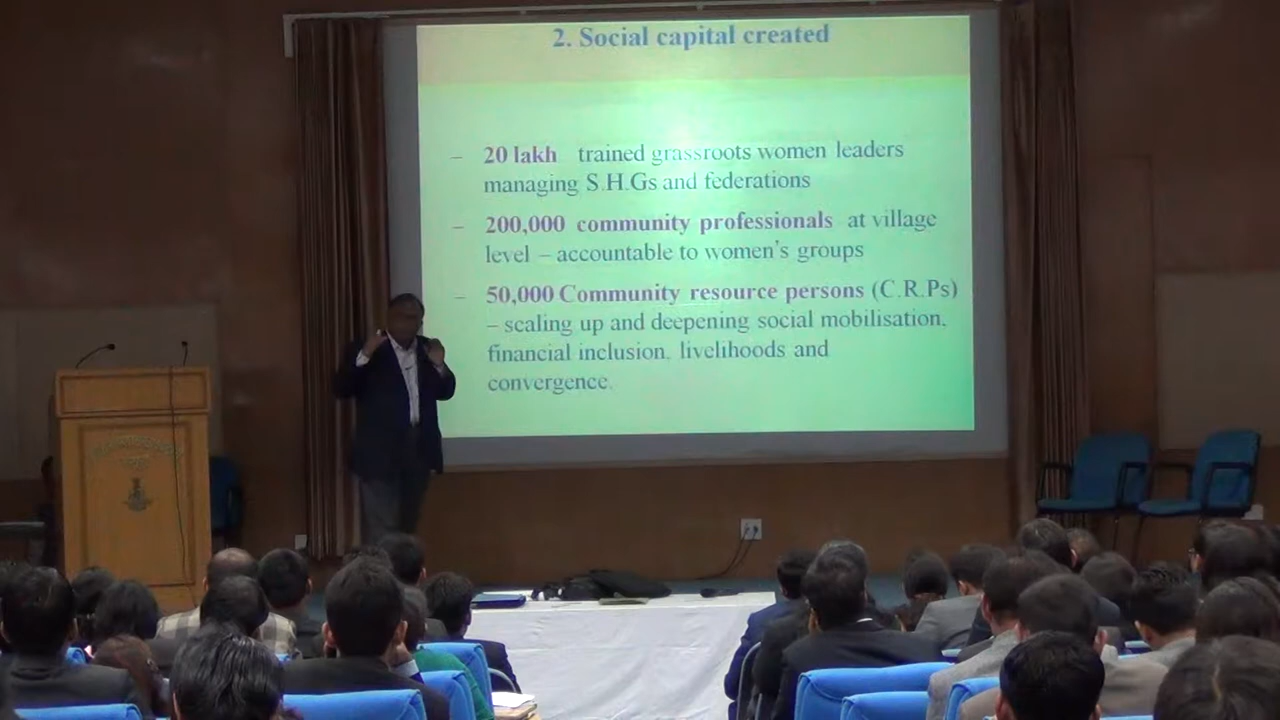 2. Social capital created
– 20 lakh trained grassroots women leaders
managing S.H.Gs and federations
– 200,000 community professionals at village
level – accountable to women's groups
– 50,000 Community resource persons (C.R.Ps)
– scaling up and deepening social mobilisation,
financial inclusion, livelihoods and
convergence.